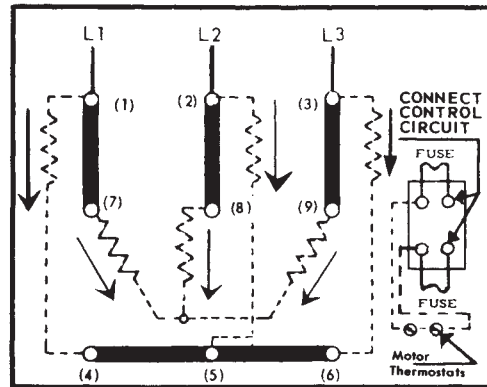 L1 L2 L3
(1) (2) (3)
CONNECT
CONTROL
CIRCUIT
FUSE
(7) (8) (9)
FUSE
(4) (5) (6)
Motor
Thermostats